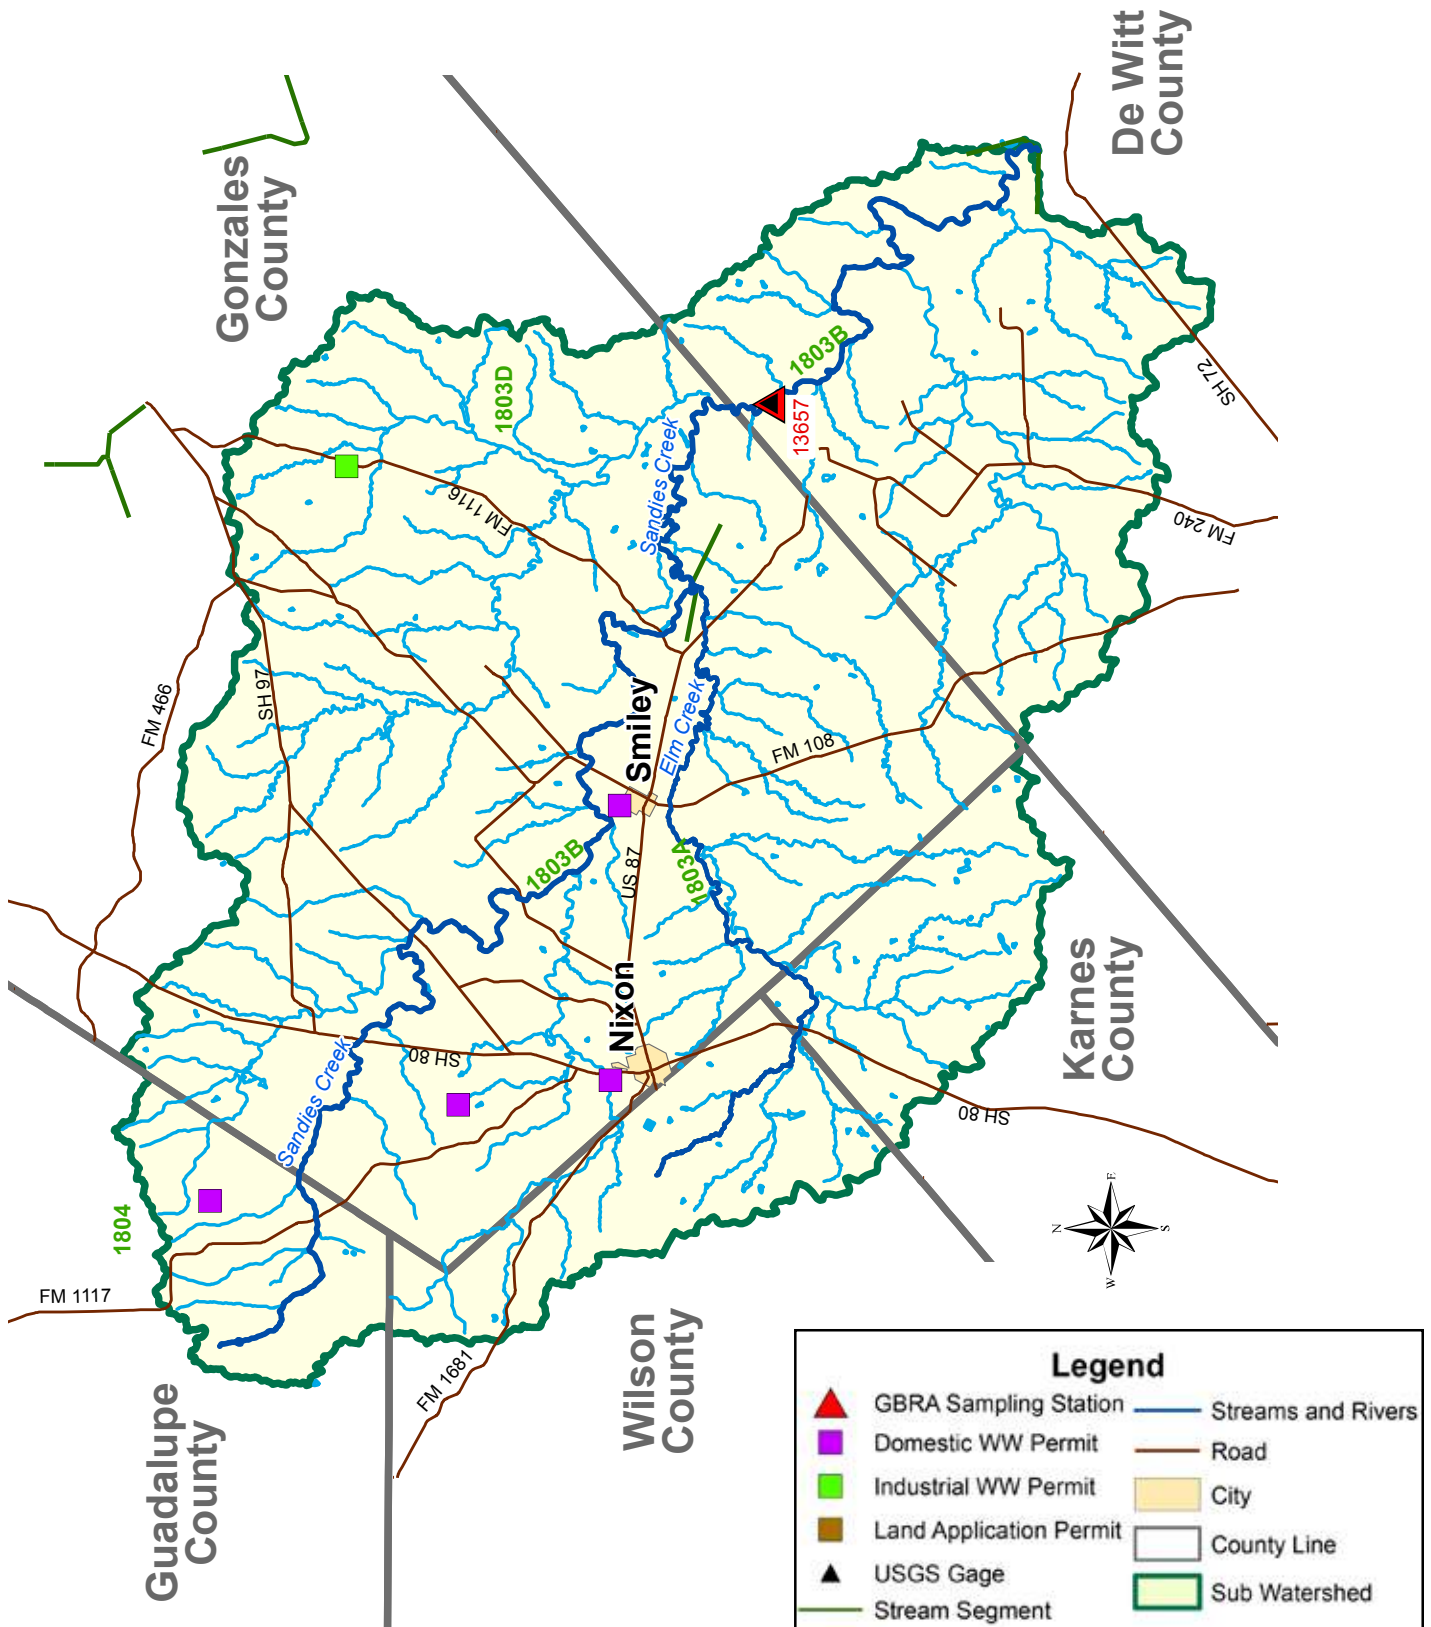 De Witt
County
Gonzales
County
1803D
1803B
13657
SH 72
Sandies Creek
FM 1116
FM 240
FM 466
SH 97
Smiley
Elm Creek
FM 108
1803B
US 87
1803A
Nixon
Karnes
County
SH 80
Sandies Creek
SH 80
1804
FM 1117
FM 1681
Wilson
County
Guadalupe
County
N
E
S
W
Legend
GBRA Sampling Station
Domestic WW Permit
Industrial WW Permit
Land Application Permit
USGS Gage
Stream Segment
Streams and Rivers
Road
City
County Line
Sub Watershed